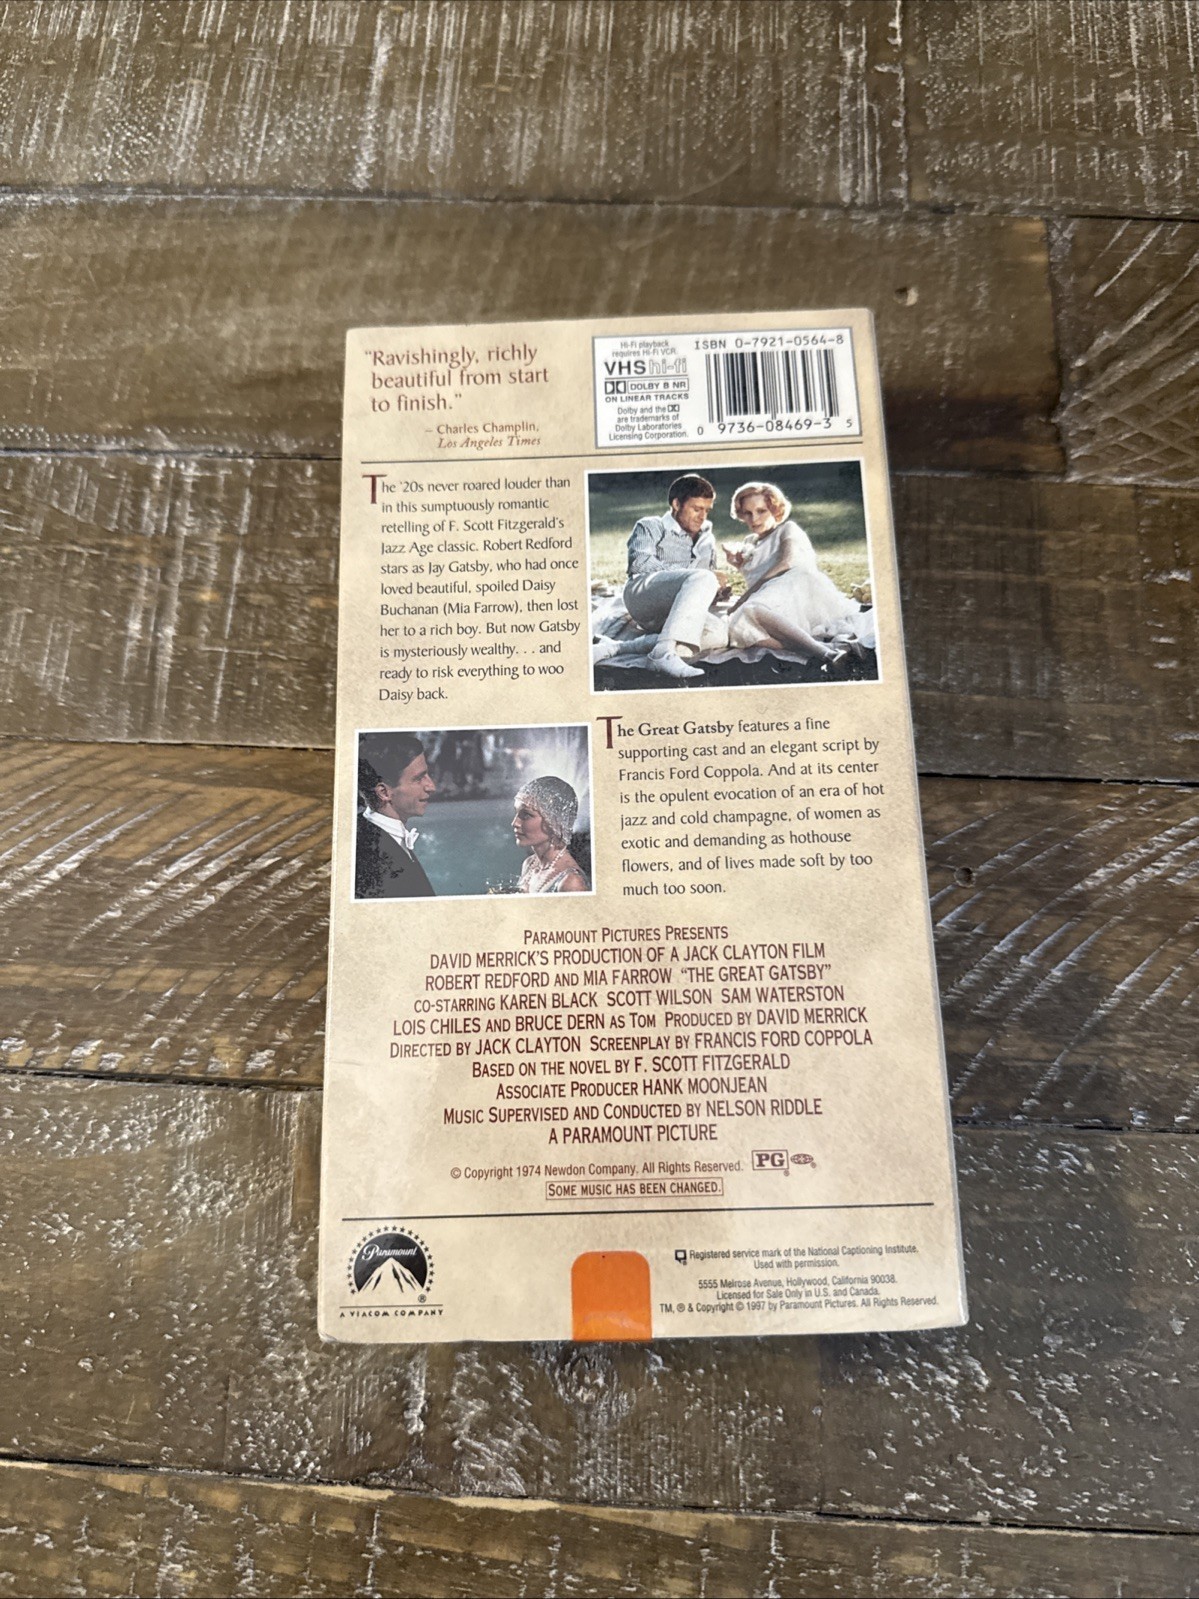 "Ravishingly, richly
beautiful from start
to finish."
– Charles Champlin,
Los Angeles Times
Hi-Fi playback
requires Hi-Fi VCR.
VHS hi-fi
DOLBY B NR
ON LINEAR TRACKS
Dolby and the
are trademarks of
Dolby Laboratories
Licensing Corporation.
ISBN 0-7921-0564-8
0 9736-08469-3 5
The '20s never roared louder than
in this sumptuously romantic
retelling of F. Scott Fitzgerald's
Jazz Age classic. Robert Redford
stars as Jay Gatsby, who had once
loved beautiful, spoiled Daisy
Buchanan (Mia Farrow), then lost
her to a rich boy. But now Gatsby
is mysteriously wealthy. . . and
ready to risk everything to woo
Daisy back.
The Great Gatsby features a fine
supporting cast and an elegant script by
Francis Ford Coppola. And at its center
is the opulent evocation of an era of hot
jazz and cold champagne, of women as
exotic and demanding as hothouse
flowers, and of lives made soft by too
much too soon.
PARAMOUNT PICTURES PRESENTS
DAVID MERRICK'S PRODUCTION OF A JACK CLAYTON FILM
ROBERT REDFORD AND MIA FARROW "THE GREAT GATSBY"
CO-STARRING KAREN BLACK SCOTT WILSON SAM WATERSTON
LOIS CHILES AND BRUCE DERN AS TOM PRODUCED BY DAVID MERRICK
DIRECTED BY JACK CLAYTON SCREENPLAY BY FRANCIS FORD COPPOLA
BASED ON THE NOVEL BY F. SCOTT FITZGERALD
ASSOCIATE PRODUCER HANK MOONJEAN
MUSIC SUPERVISED AND CONDUCTED BY NELSON RIDDLE
A PARAMOUNT PICTURE
© Copyright 1974 Newdon Company. All Rights Reserved. PG
SOME MUSIC HAS BEEN CHANGED.
Paramount
®
A VIACOM COMPANY
Registered service mark of the National Captioning Institute.
Used with permission.
5555 Melrose Avenue, Hollywood, California 90038.
Licensed for Sale Only in U.S. and Canada.
TM, ® & Copyright © 1997 by Paramount Pictures. All Rights Reserved.